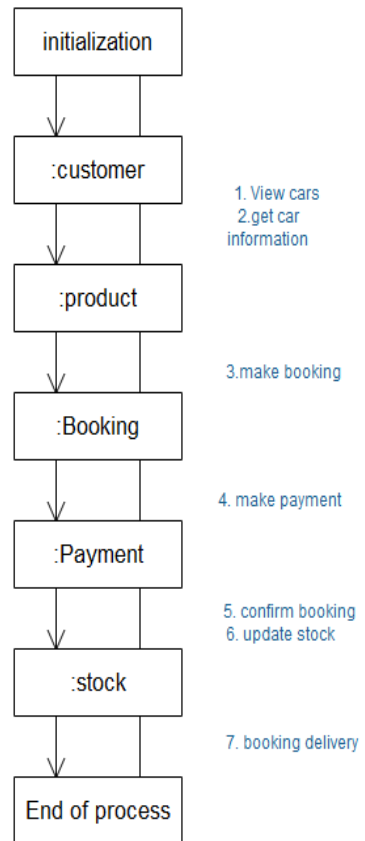 initialization
:customer
1. View cars
2.get car
information
:product
3.make booking
:Booking
4. make payment
:Payment
5. confirm booking
6. update stock
:stock
7. booking delivery
End of process